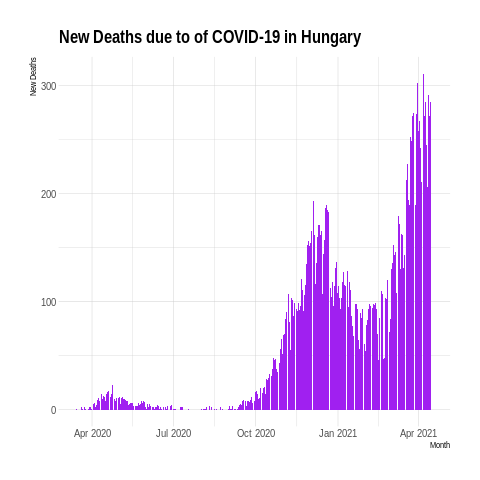 New Deaths due to of COVID-19 in Hungary
New Deaths
300
200
100
0
Apr 2020 Jul 2020 Oct 2020 Jan 2021 Apr 2021
Month